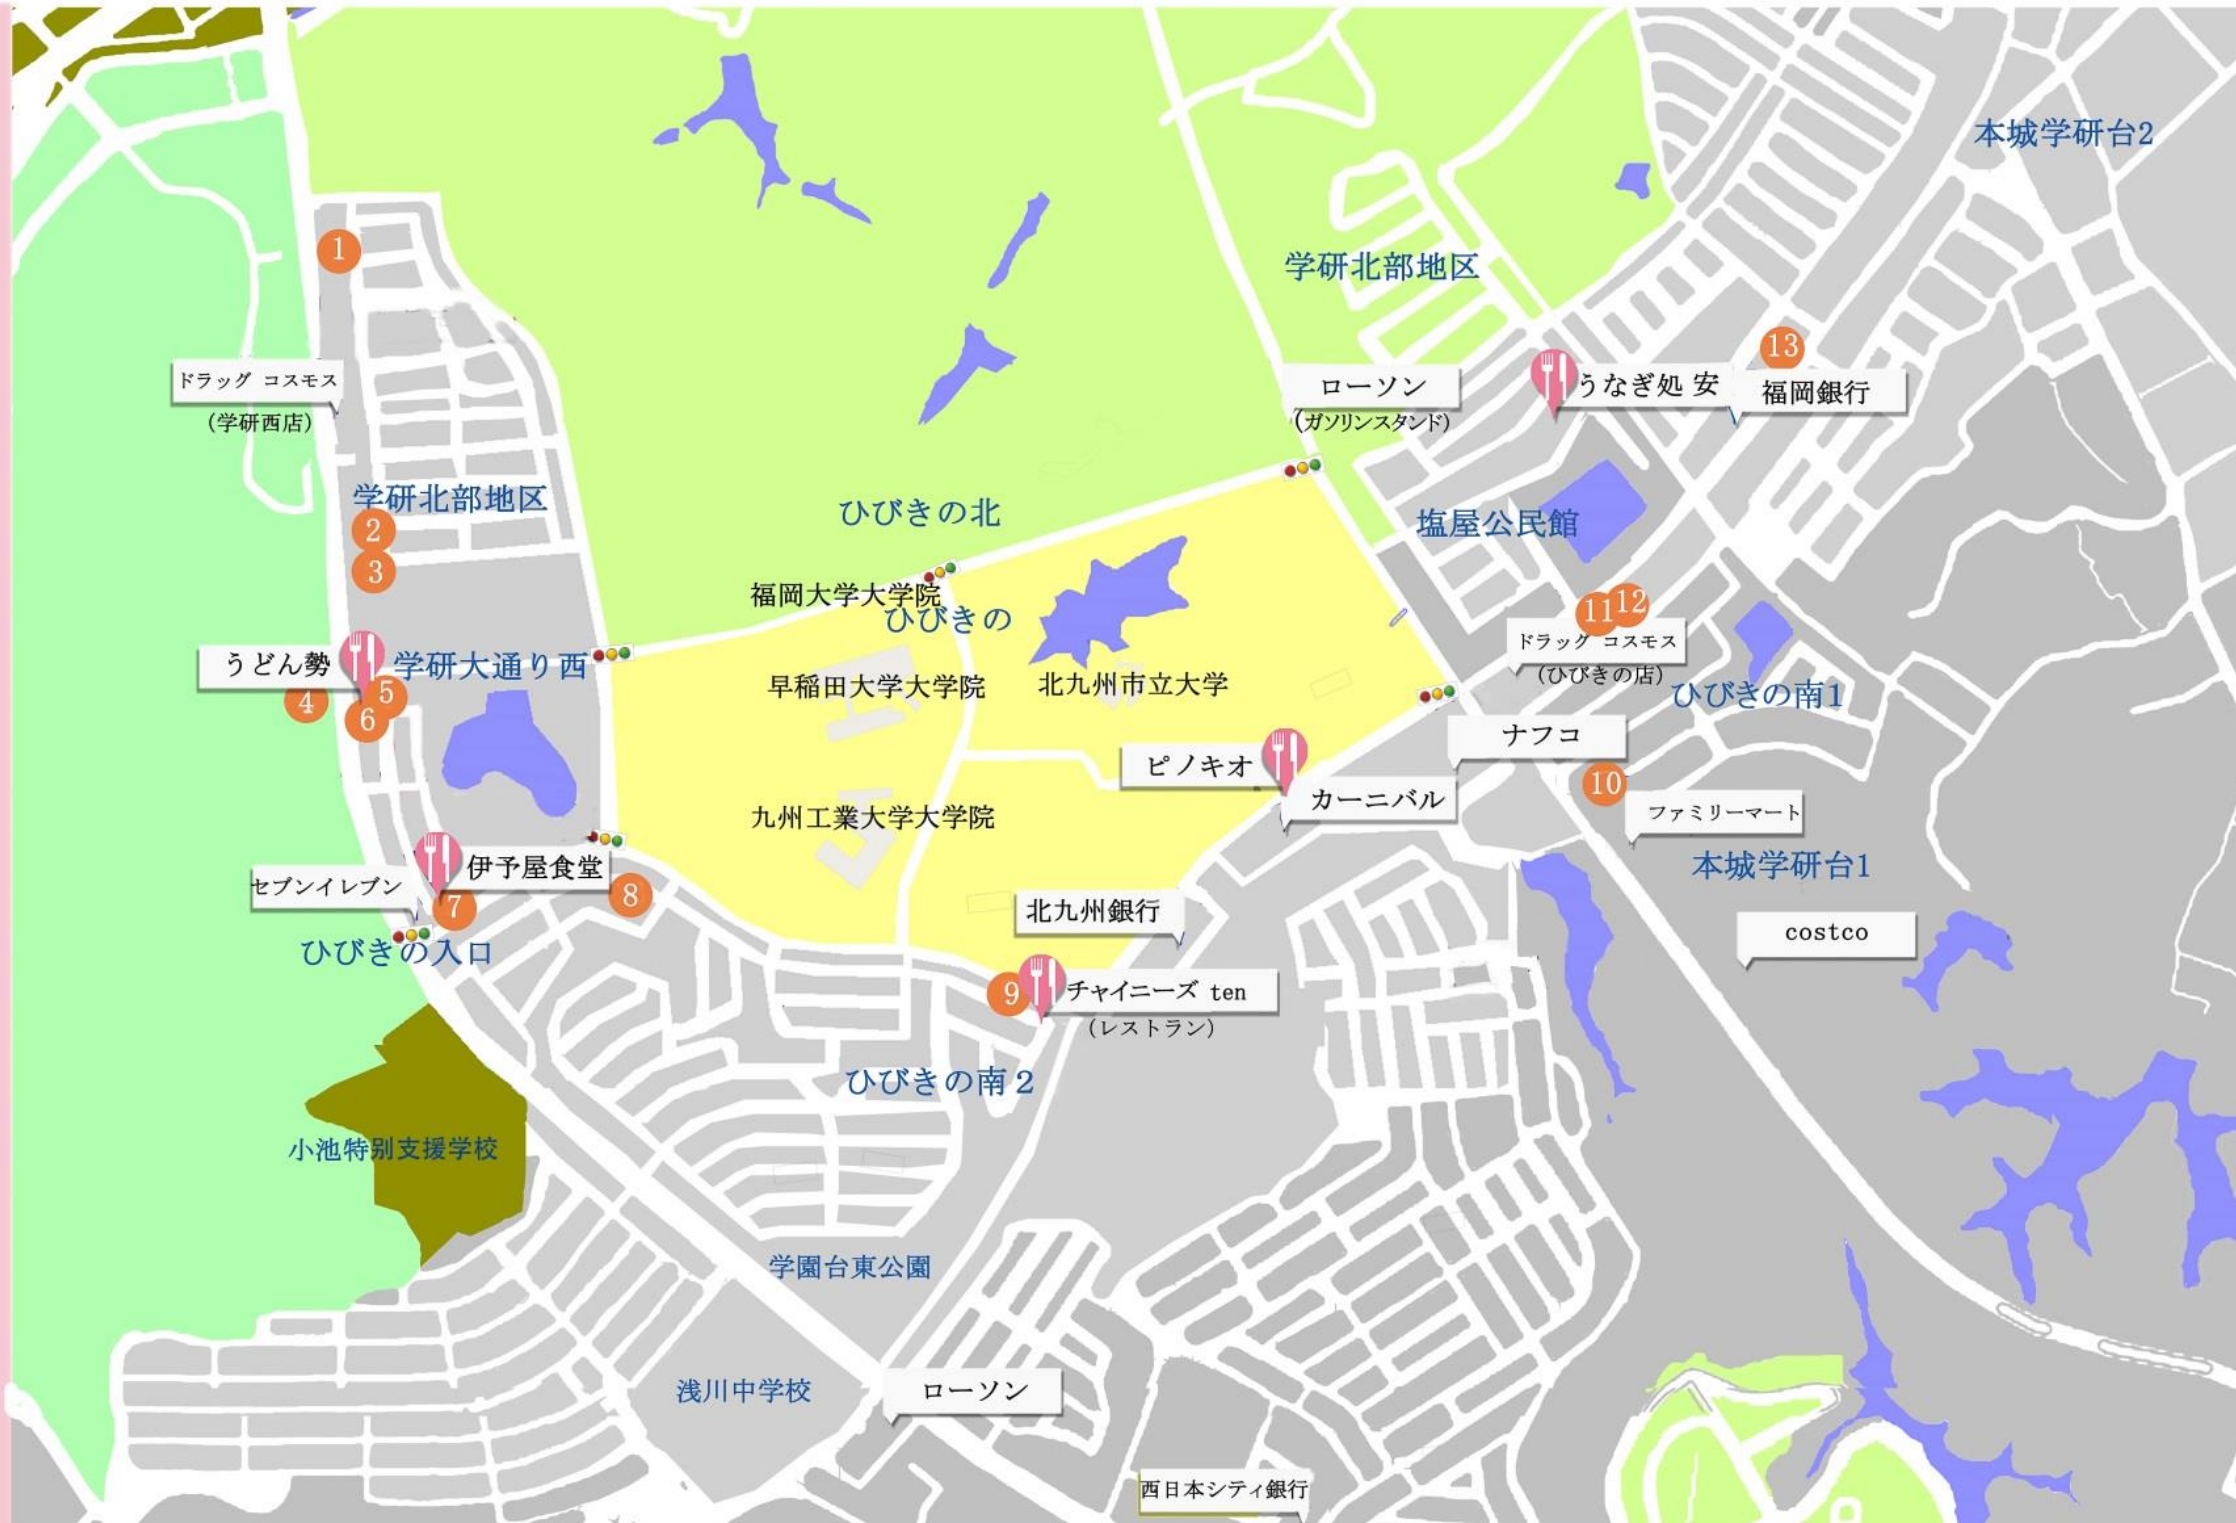 本城学研台2
1
学研北部地区
13
ドラッグ コスモス
(学研西店)
ローソン
(ガソリンスタンド)
うなぎ処 安
福岡銀行
学研北部地区
2
3
ひびきの北
塩屋公民館
福岡大学大学院
ひびきの
11
12
ドラッグ コスモス
(ひびきの店)
うどん勢
学研大通り西
4
5
6
早稲田大学大学院
北九州市立大学
ひびきの南1
ナフコ
ピノキオ
カーニバル
10
ファミリーマート
九州工業大学大学院
本城学研台1
セブンイレブン
伊予屋食堂
7
8
ひびきの入口
北九州銀行
costco
9
チャイニーズ ten
(レストラン)
ひびきの南2
小池特別支援学校
学園台東公園
浅川中学校
ローソン
西日本シティ銀行